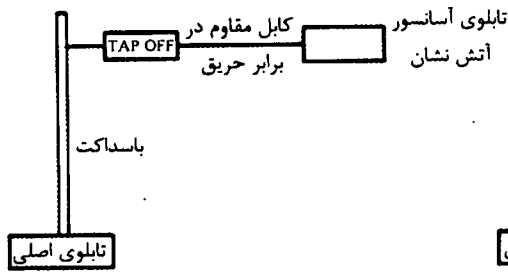 تابلوی آسانسور
آتش نشان
کابل مقاوم در
برابر حریق
TAP OFF
باسداکت
تابلوی اصلی